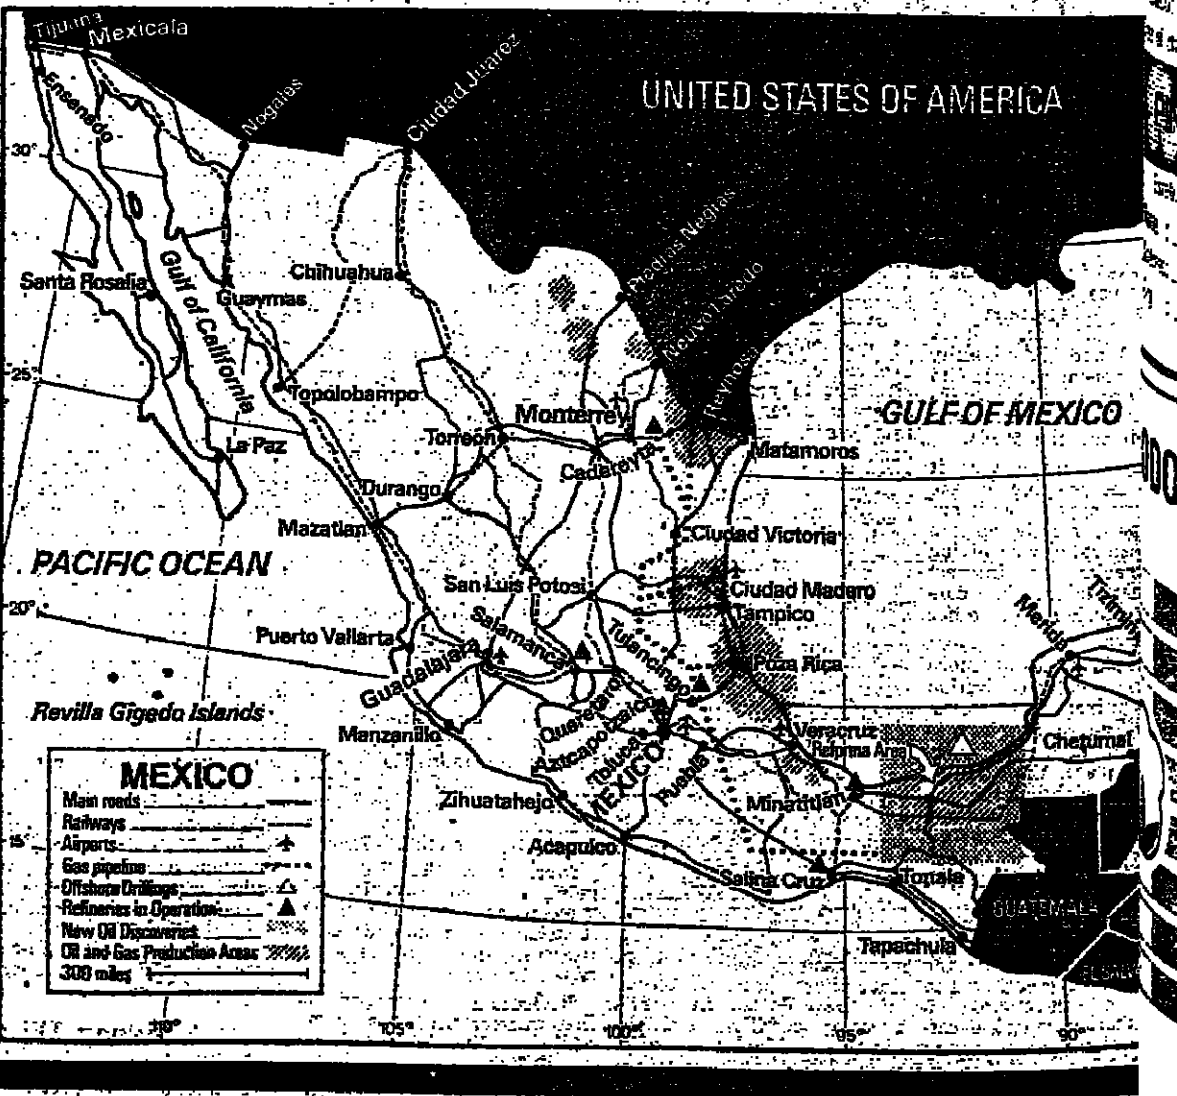 Tijuana
Mexicala
Ensenado
Nogales
Ciudad Juarez
UNITED STATES OF AMERICA
30°
Piedras Negras
Nuevo Laredo
Reynosa
Santa Rosalia
Gulf of California
Guaymas
Chihuahua
25°
Topolobampo
Monterrey
GULF OF MEXICO
La Paz
Torreón
Cadereyta
Matamoros
Durango
Mazatlan
Ciudad Victoria
PACIFIC OCEAN
San Luis Potosi
Ciudad Madero
Tampico
20°
Puerto Vallarta
Guadalajara
Salamanca
Tulancingo
Poza Rica
Merida
Tizimin
Revilla Gigedo Islands
Manzanillo
Queretaro
Azcapotzalco
Toluca
MEXICO
Puebla
Veracruz
Reforma Area
Chetumal
Zihuatahejo
Minatitlan
Acapulco
15°
Salina Cruz
Tonala
GUATEMALA
Tapachula
MEXICO
Main roads
Railways
Airports
Gas pipeline
Offshore Drillings
Refineries in Operation
New Oil Discoveries
Oil and Gas Production Areas
300 miles
110°
105°
100°
95°
90°